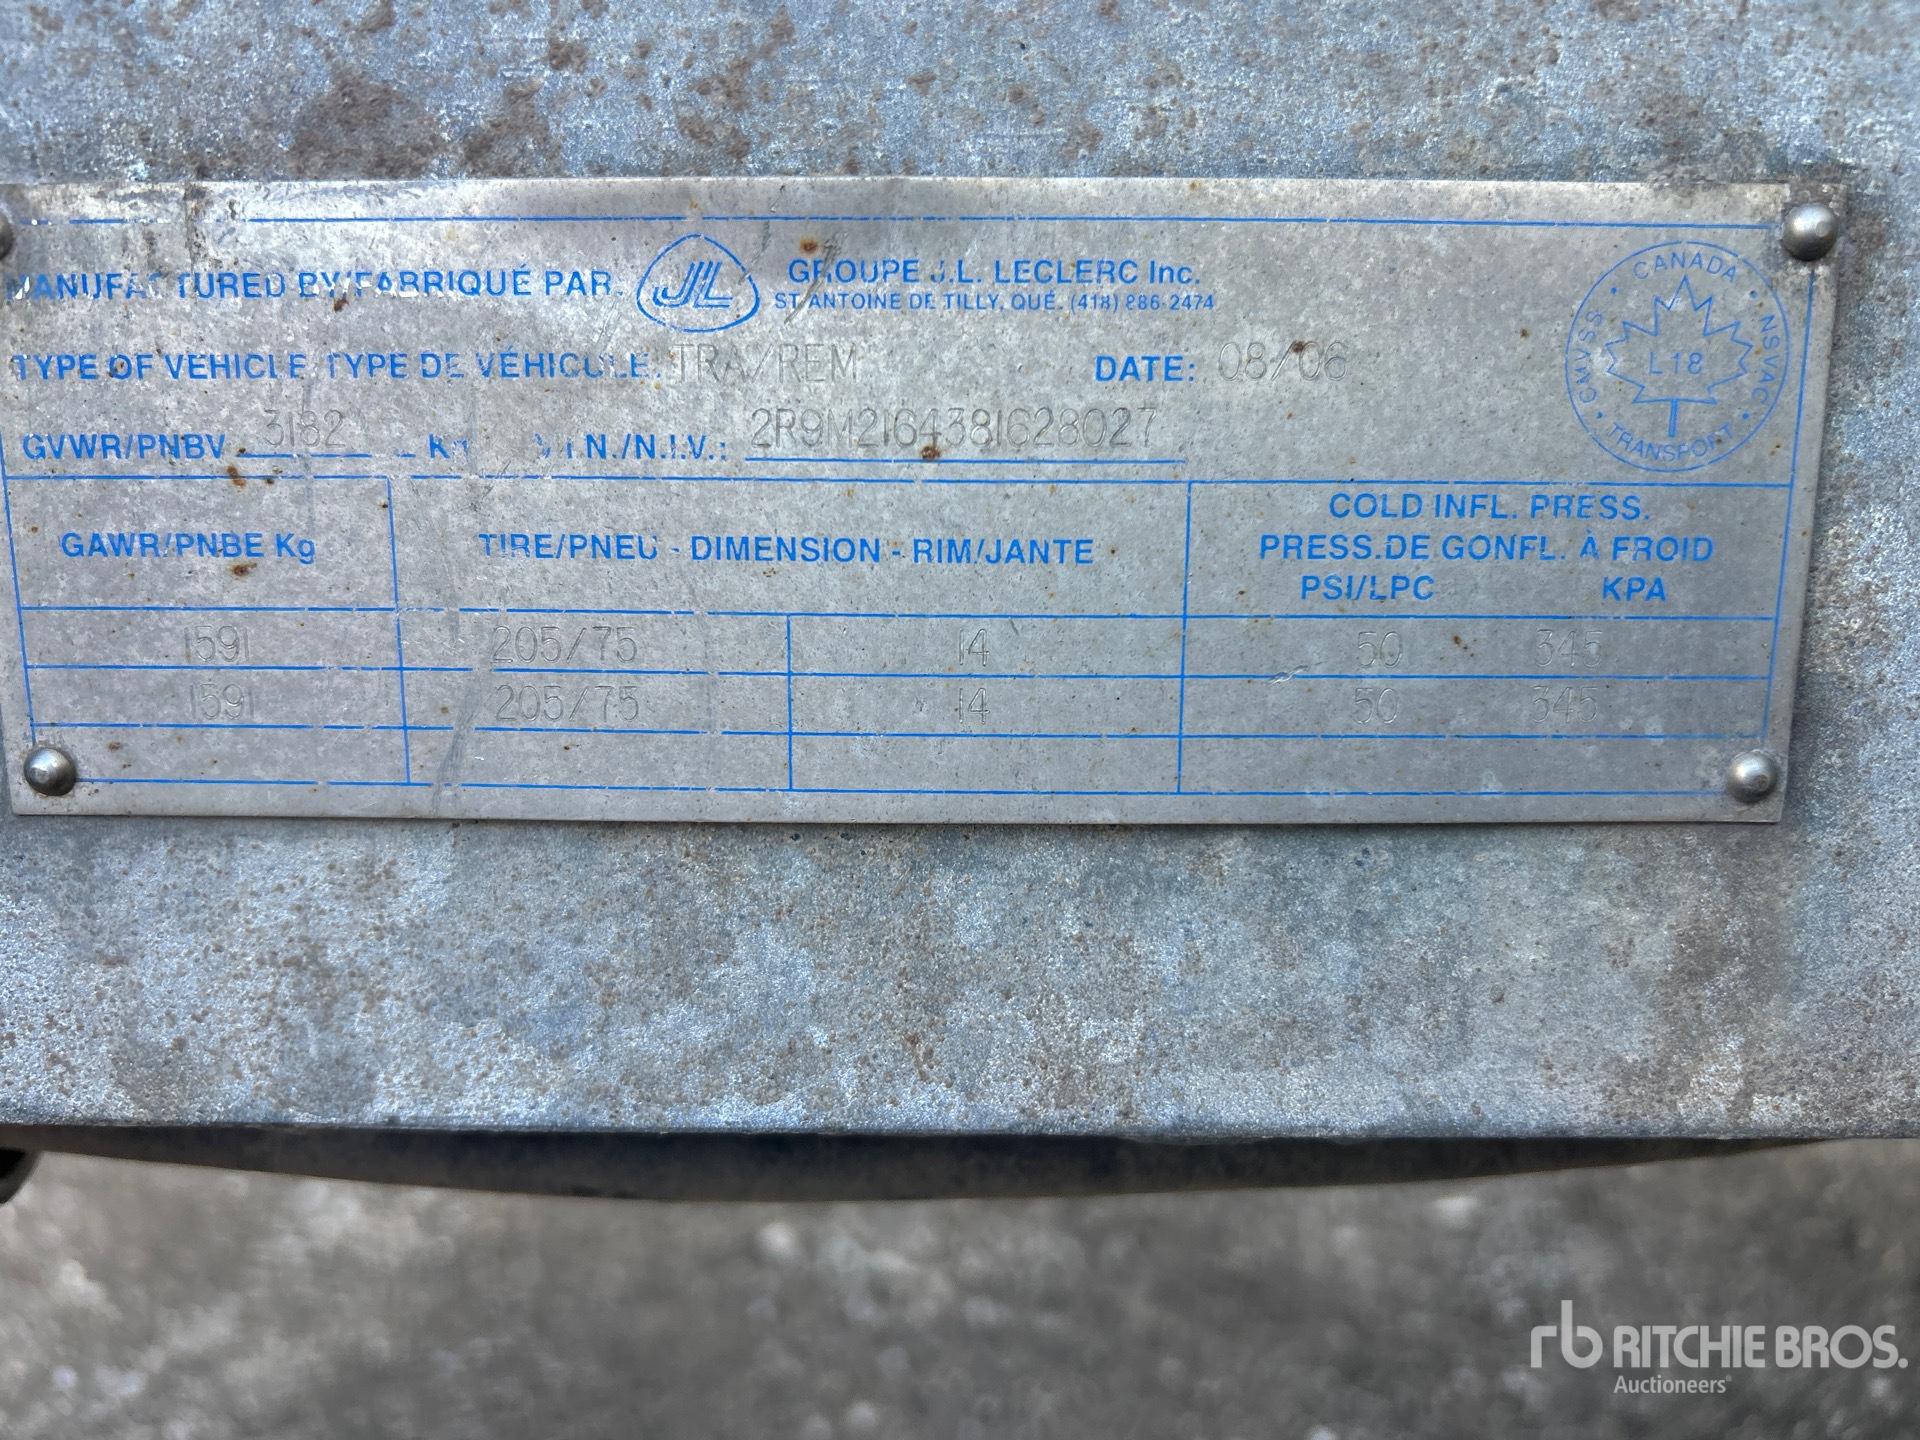 MANUFACTURED BY/FABRIQUÉ PAR: JL GROUPE J.L. LECLERC Inc.
ST ANTOINE DE TILLY, QUÉ. (418) 886-2474
TYPE OF VEHICLE/TYPE DE VÉHICULE: TRA/REM DATE: 08/06
GVWR/PNBV 3182 Kg V.I.N./N.I.V.: 2R9M2164381628027
CANADA · NSVAC · TRANSPORT · CMVSS ·
L18
GAWR/PNBE Kg TIRE/PNEU - DIMENSION - RIM/JANTE COLD INFL. PRESS.
PRESS.DE GONFL. À FROID
PSI/LPC KPA
1591 205/75 14 50 345
1591 205/75 14 50 345
rb RITCHIE BROS.
Auctioneers